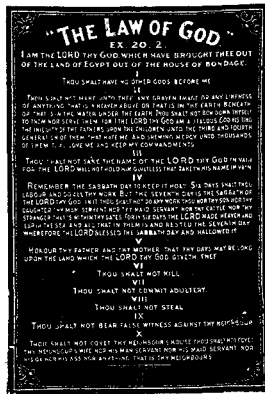 "THE LAW OF GOD"
EX. 20. 2.
I AM THE LORD THY GOD, WHICH HAVE BROUGHT THEE OUT
OF THE LAND OF EGYPT OUT OF THE HOUSE OF BONDAGE.
I
THOU SHALT HAVE NO OTHER GODS BEFORE ME
II
THOU SHALT NOT MAKE UNTO THEE ANY GRAVEN IMAGE OR ANY LIKENESS
OF ANYTHING THAT IS IN HEAVEN ABOVE OR THAT IS IN THE EARTH BENEATH
OR THAT IS IN THE WATER UNDER THE EARTH THOU SHALT NOT BOW DOWN THYSELF
TO THEM NOR SERVE THEM FOR I THE LORD THY GOD AM A JEALOUS GOD VISITING
THE INIQUITY OF THE FATHERS UPON THE CHILDREN UNTO THE THIRD AND FOURTH
GENERATION OF THEM THAT HATE ME AND SHEWING MERCY UNTO THOUSANDS
OF THEM THAT LOVE ME AND KEEP MY COMMANDMENTS
III
THOU SHALT NOT TAKE THE NAME OF THE LORD THY GOD IN VAIN
FOR THE LORD WILL NOT HOLD HIM GUILTLESS THAT TAKETH HIS NAME IN VAIN
REMEMBER THE SABBATH DAY TO KEEP IT HOLY SIX DAYS SHALT THOU
LABOUR AND DO ALL THY WORK BUT THE SEVENTH DAY IS THE SABBATH OF
THE LORD THY GOD IN IT THOU SHALT NOT DO ANY WORK THOU NOR THY SON NOR THY
DAUGHTER THY MAN SERVANT NOR THY MAID SERVANT NOR THY CATTLE NOR THY
STRANGER THAT IS WITHIN THY GATES FOR IN SIX DAYS THE LORD MADE HEAVEN AND
EARTH THE SEA AND ALL THAT IN THEM IS AND RESTED THE SEVENTH DAY
WHEREFORE THE LORD BLESSED THE SABBATH DAY AND HALLOWED IT
V
HONOUR THY FATHER AND THY MOTHER THAT THY DAYS MAY BE LONG
UPON THE LAND WHICH THE LORD THY GOD GIVETH THEE
VI
THOU SHALT NOT KILL
VII
THOU SHALT NOT COMMIT ADULTERY.
VIII
THOU SHALT NOT STEAL
IX
THOU SHALT NOT BEAR FALSE WITNESS AGAINST THY NEIGHBOUR
X
THOU SHALT NOT COVET THY NEIGHBOUR'S HOUSE THOU SHALT NOT COVET
THY NEIGHBOUR'S WIFE NOR HIS MAN SERVANT NOR HIS MAID SERVANT NOR
HIS OX NOR HIS ASS NOR ANYTHING THAT IS THY NEIGHBOURS